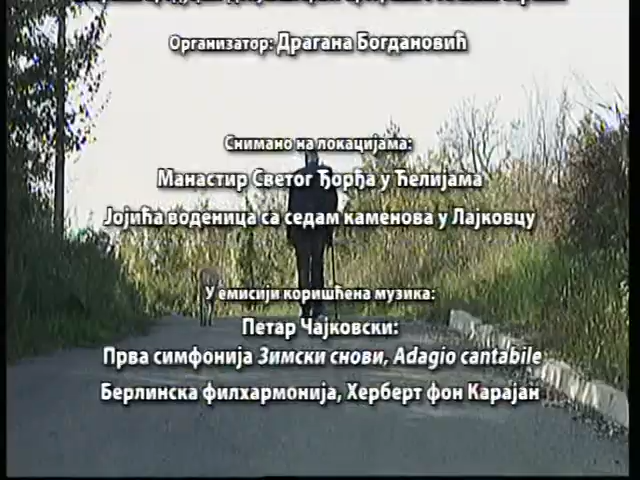 Организатор: Драгана Богдановић
Снимано на локацијама:
Манастир Светог Ђорђа у Ћелијама
Јојића воденица са седам каменова у Лајковцу
У емисији коришћена музика:
Петар Чајковски:
Прва симфонија Зимски снови, Adagio cantabile
Берлинска филхармонија, Херберт фон Карајан